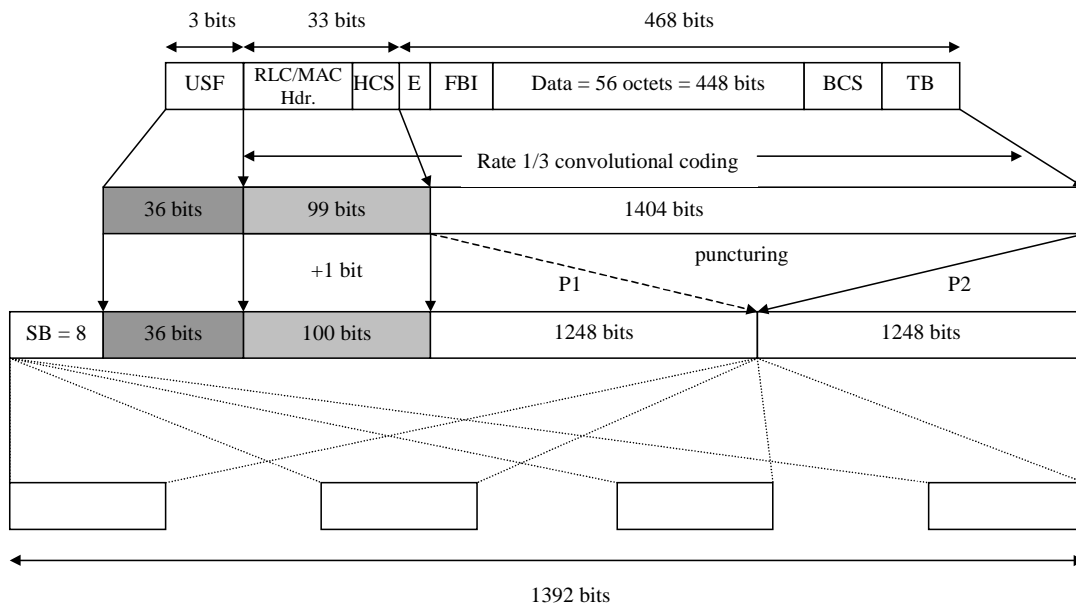 3 bits 33 bits 468 bits
USF RLC/MAC Hdr. HCS E FBI Data = 56 octets = 448 bits BCS TB
Rate 1/3 convolutional coding
36 bits 99 bits 1404 bits
+1 bit puncturing
P1 P2
SB = 8 36 bits 100 bits 1248 bits 1248 bits
1392 bits